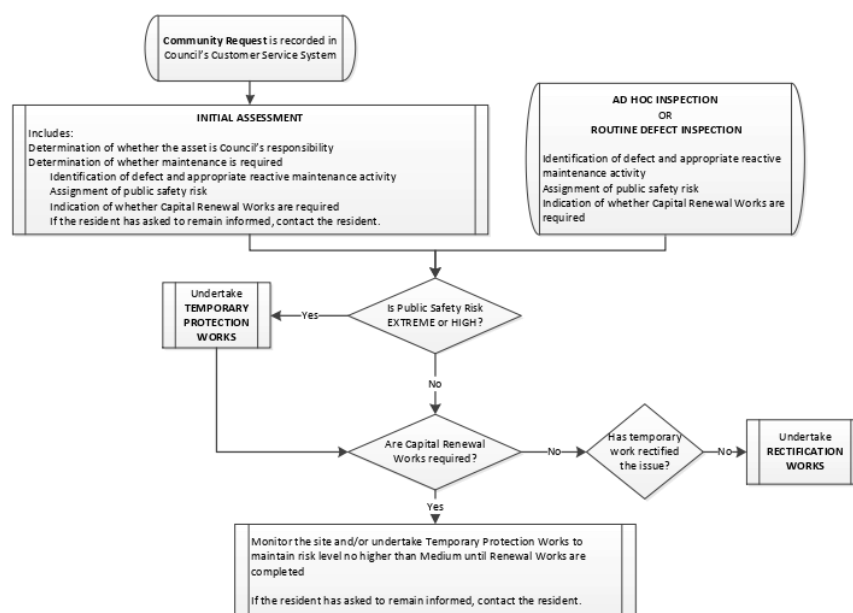 Community Request is recorded in
Council's Customer Service System
INITIAL ASSESSMENT
Includes:
Determination of whether the asset is Council's responsibility
Determination of whether maintenance is required
Identification of defect and appropriate reactive maintenance activity
Assignment of public safety risk
Indication of whether Capital Renewal Works are required
If the resident has asked to remain informed, contact the resident.
AD HOC INSPECTION
OR
ROUTINE DEFECT INSPECTION
Identification of defect and appropriate reactive
maintenance activity
Assignment of public safety risk
Indication of whether Capital Renewal Works are
required
Undertake
TEMPORARY
PROTECTION
WORKS
Yes
Is Public Safety Risk
EXTREME or HIGH?
No
Are Capital Renewal
Works required?
No
Has temporary
work rectified
the issue?
No
Undertake
RECTIFICATION
WORKS
Yes
Monitor the site and/or undertake Temporary Protection Works to
maintain risk level no higher than Medium until Renewal Works are
completed
If the resident has asked to remain informed, contact the resident.